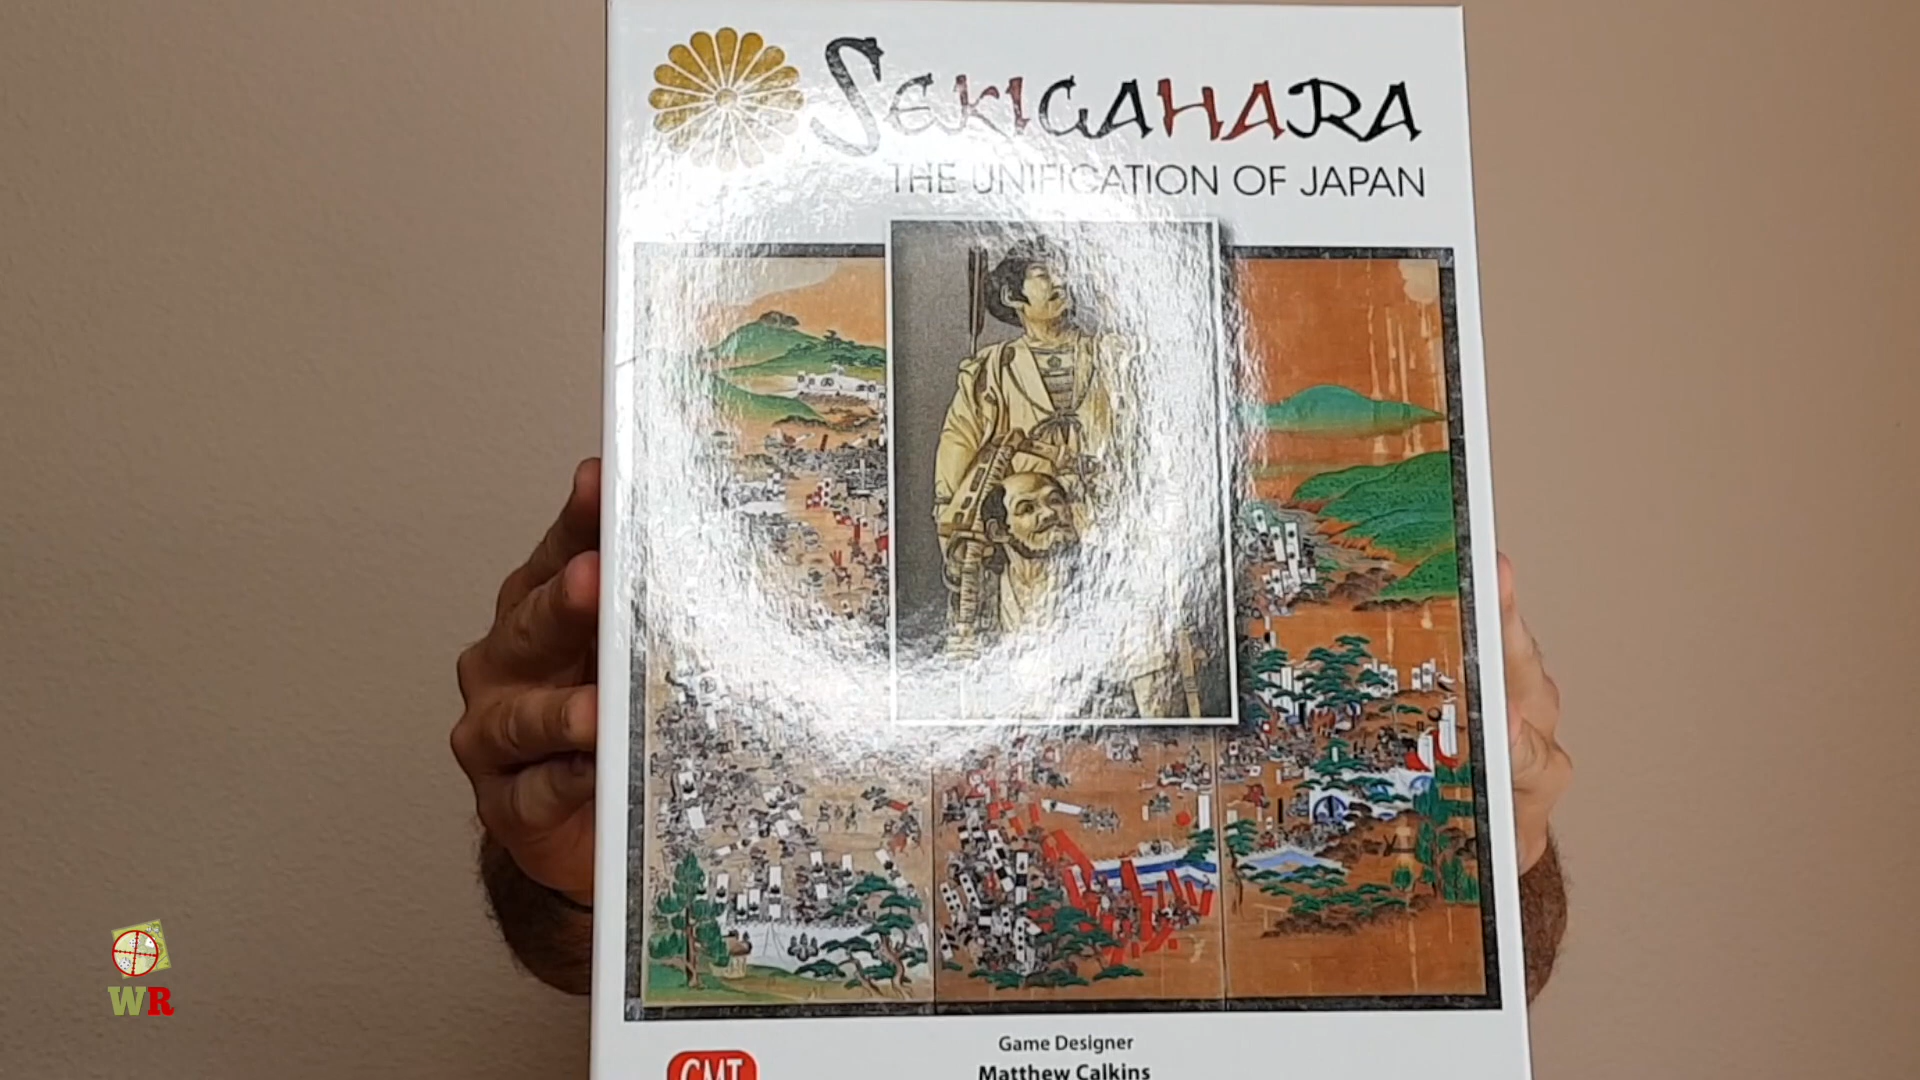 SEKIGAHARA
THE UNIFICATION OF JAPAN
Game Designer
Matthew Calkins
GMT
WR